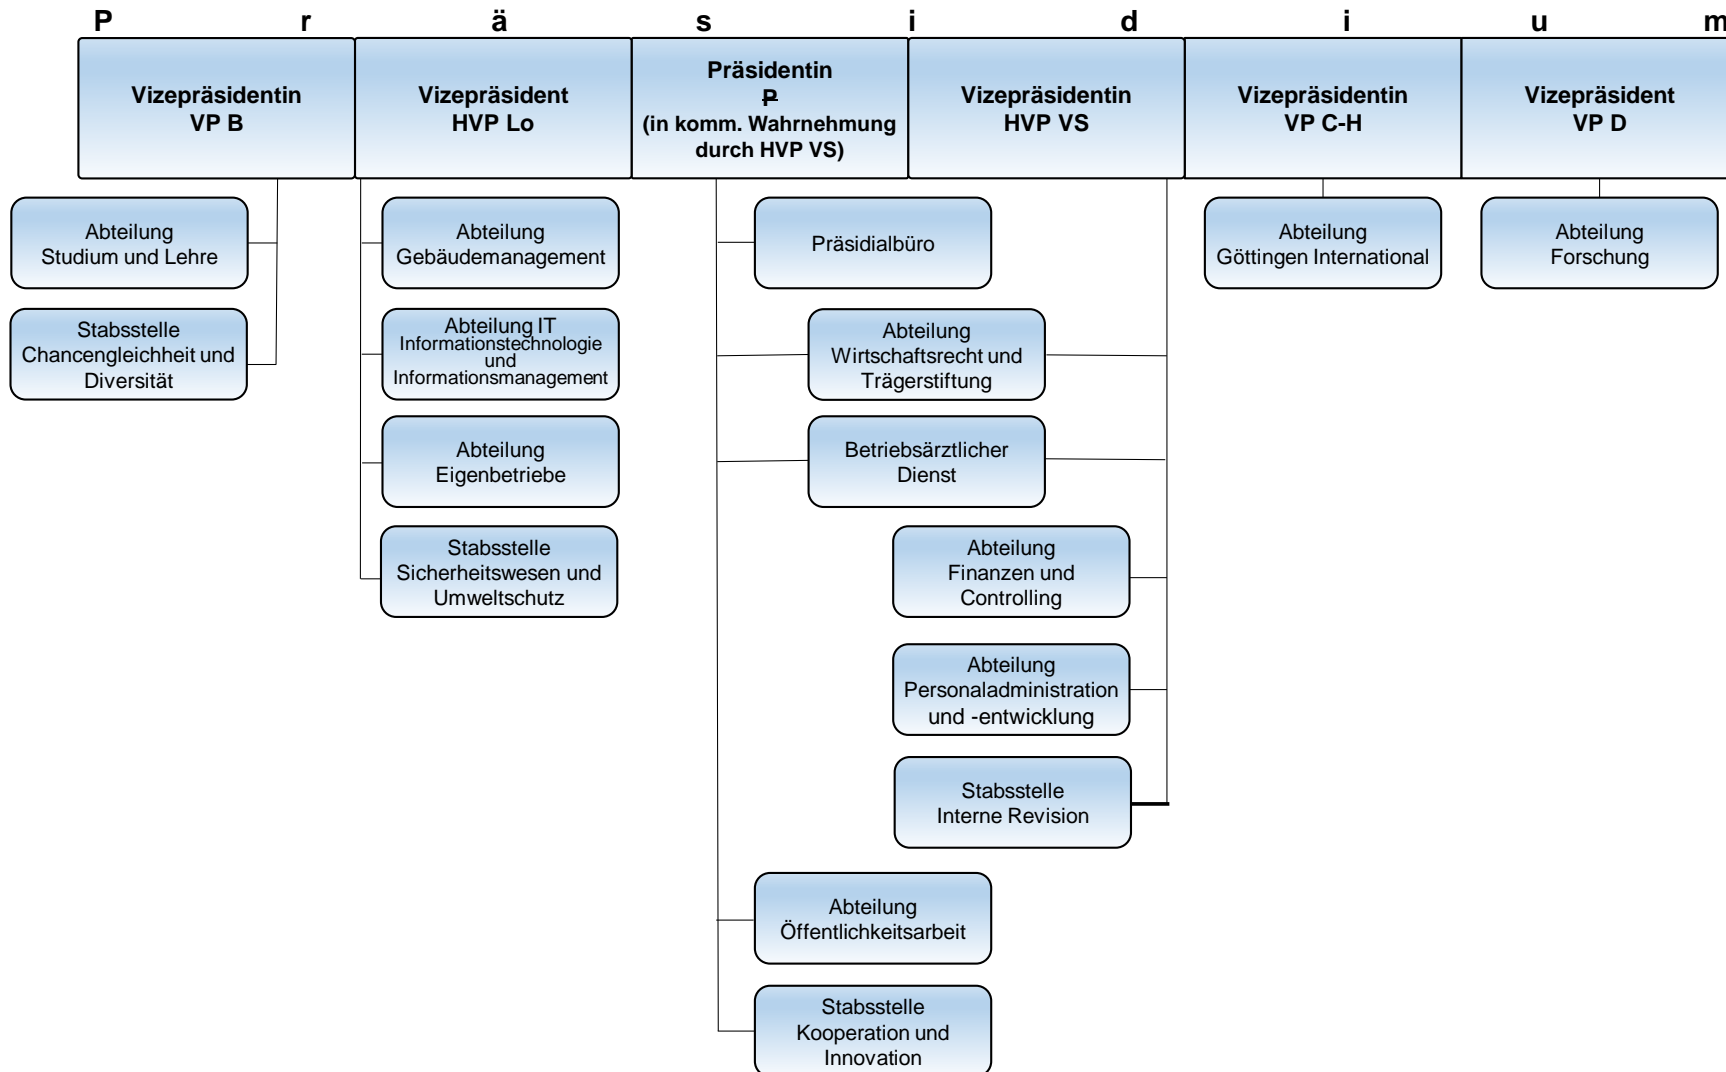 P r ä s i d i u m
Vizepräsidentin
VP B
Vizepräsident
HVP Lo
Präsidentin
P
(in komm. Wahrnehmung
durch HVP VS)
Vizepräsidentin
HVP VS
Vizepräsidentin
VP C-H
Vizepräsident
VP D
Abteilung
Studium und Lehre
Stabsstelle
Chancengleichheit und
Diversität
Abteilung
Gebäudemanagement
Abteilung IT
Informationstechnologie
und
Informationsmanagement
Abteilung
Eigenbetriebe
Stabsstelle
Sicherheitswesen und
Umweltschutz
Präsidialbüro
Abteilung
Wirtschaftsrecht und
Trägerstiftung
Betriebsärztlicher
Dienst
Abteilung
Finanzen und
Controlling
Abteilung
Personaladministration
und -entwicklung
Stabsstelle
Interne Revision
Abteilung
Öffentlichkeitsarbeit
Stabsstelle
Kooperation und
Innovation
Abteilung
Göttingen International
Abteilung
Forschung